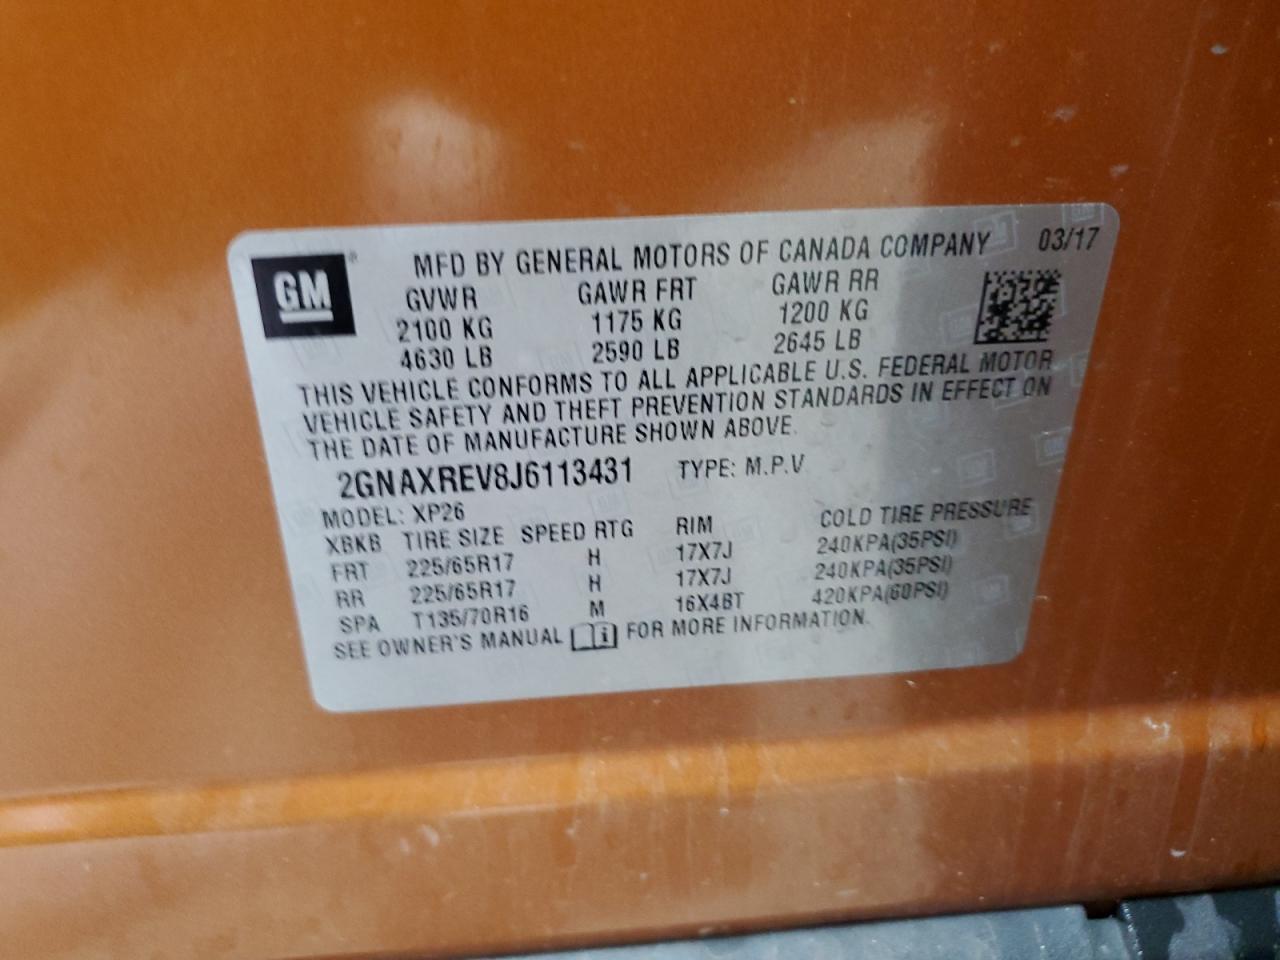 GM
MFD BY GENERAL MOTORS OF CANADA COMPANY 03/17
GVWR GAWR FRT GAWR RR
2100 KG 1175 KG 1200 KG
4630 LB 2590 LB 2645 LB
THIS VEHICLE CONFORMS TO ALL APPLICABLE U.S. FEDERAL MOTOR
VEHICLE SAFETY AND THEFT PREVENTION STANDARDS IN EFFECT ON
THE DATE OF MANUFACTURE SHOWN ABOVE.
2GNAXREV8J6113431 TYPE: M.P.V
MODEL: XP26
XBKB TIRE SIZE SPEED RTG RIM COLD TIRE PRESSURE
FRT 225/65R17 H 17X7J 240KPA(35PSI)
RR 225/65R17 H 17X7J 240KPA(35PSI)
SPA T135/70R16 M 16X4BT 420KPA(60PSI)
SEE OWNER'S MANUAL i FOR MORE INFORMATION.